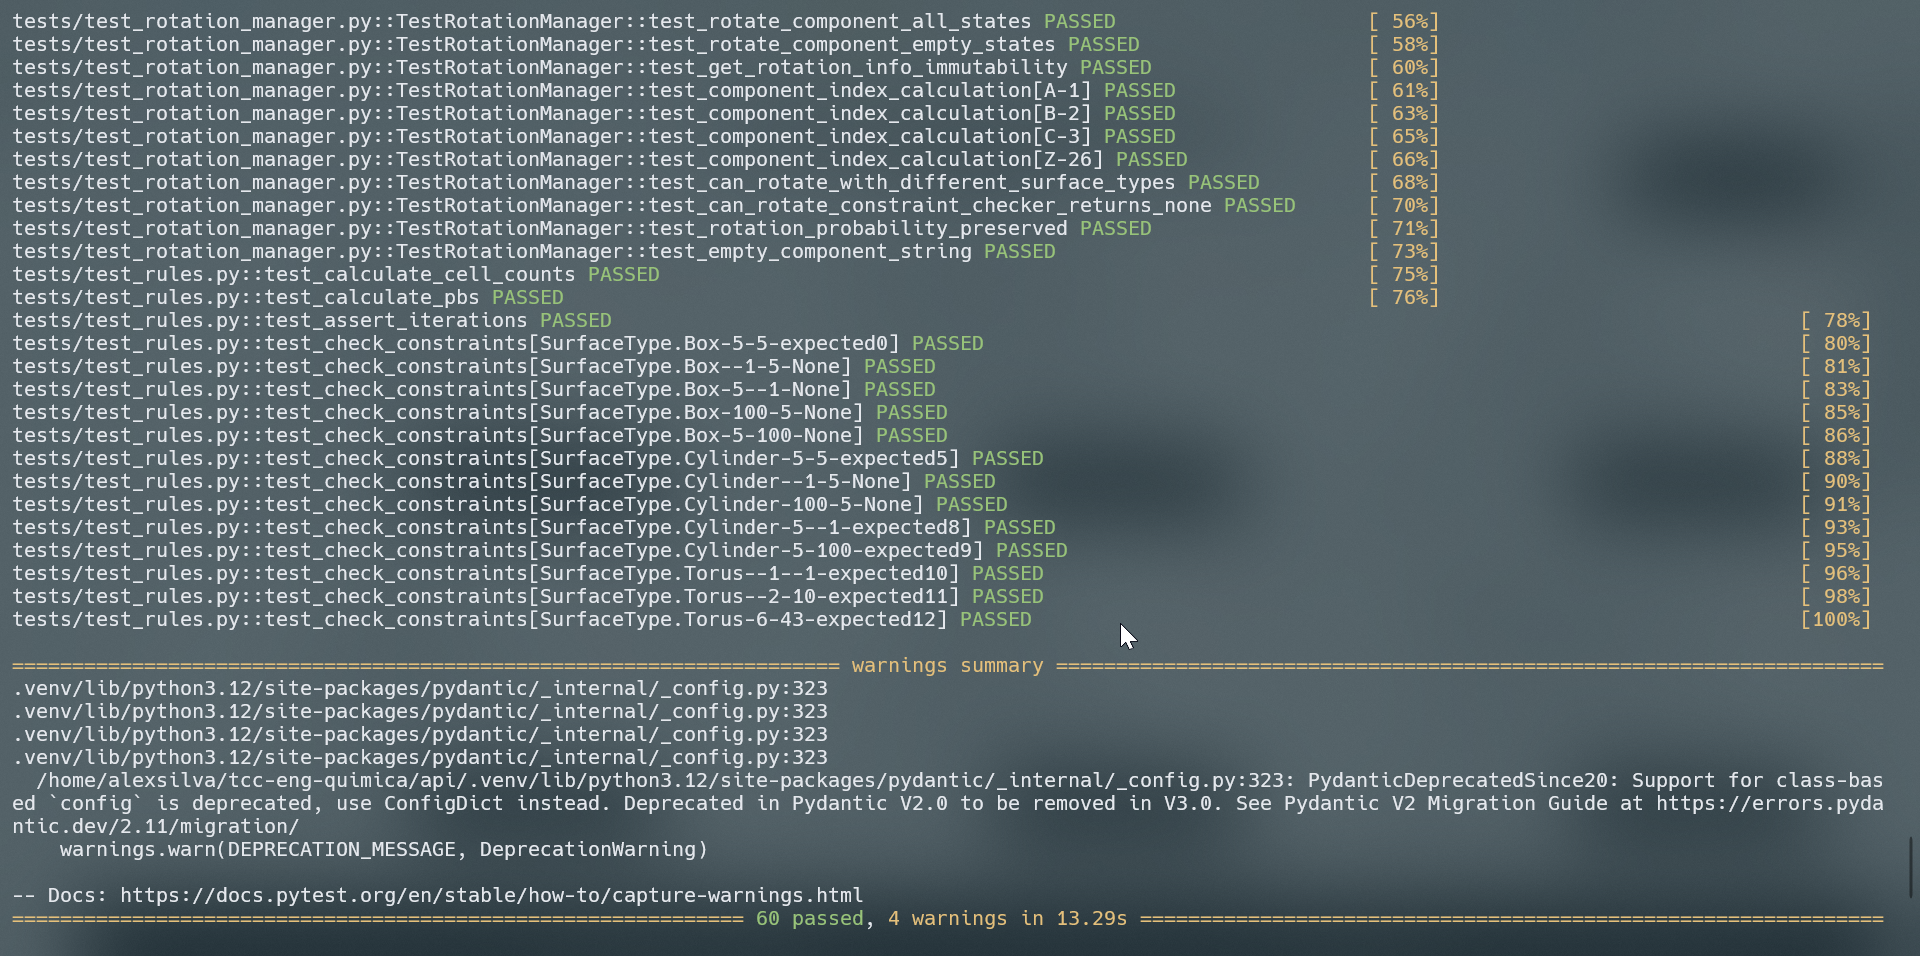 tests/test_rotation_manager.py::TestRotationManager::test_rotate_component_all_states PASSED [ 56%]
tests/test_rotation_manager.py::TestRotationManager::test_rotate_component_empty_states PASSED [ 58%]
tests/test_rotation_manager.py::TestRotationManager::test_get_rotation_info_immutability PASSED [ 60%]
tests/test_rotation_manager.py::TestRotationManager::test_component_index_calculation[A-1] PASSED [ 61%]
tests/test_rotation_manager.py::TestRotationManager::test_component_index_calculation[B-2] PASSED [ 63%]
tests/test_rotation_manager.py::TestRotationManager::test_component_index_calculation[C-3] PASSED [ 65%]
tests/test_rotation_manager.py::TestRotationManager::test_component_index_calculation[Z-26] PASSED [ 66%]
tests/test_rotation_manager.py::TestRotationManager::test_can_rotate_with_different_surface_types PASSED [ 68%]
tests/test_rotation_manager.py::TestRotationManager::test_can_rotate_constraint_checker_returns_none PASSED [ 70%]
tests/test_rotation_manager.py::TestRotationManager::test_rotation_probability_preserved PASSED [ 71%]
tests/test_rotation_manager.py::TestRotationManager::test_empty_component_string PASSED [ 73%]
tests/test_rules.py::test_calculate_cell_counts PASSED [ 75%]
tests/test_rules.py::test_calculate_pbs PASSED [ 76%]
tests/test_rules.py::test_assert_iterations PASSED [ 78%]
tests/test_rules.py::test_check_constraints[SurfaceType.Box-5-5-expected0] PASSED [ 80%]
tests/test_rules.py::test_check_constraints[SurfaceType.Box--1-5-None] PASSED [ 81%]
tests/test_rules.py::test_check_constraints[SurfaceType.Box-5--1-None] PASSED [ 83%]
tests/test_rules.py::test_check_constraints[SurfaceType.Box-100-5-None] PASSED [ 85%]
tests/test_rules.py::test_check_constraints[SurfaceType.Box-5-100-None] PASSED [ 86%]
tests/test_rules.py::test_check_constraints[SurfaceType.Cylinder-5-5-expected5] PASSED [ 88%]
tests/test_rules.py::test_check_constraints[SurfaceType.Cylinder--1-5-None] PASSED [ 90%]
tests/test_rules.py::test_check_constraints[SurfaceType.Cylinder-100-5-None] PASSED [ 91%]
tests/test_rules.py::test_check_constraints[SurfaceType.Cylinder-5--1-expected8] PASSED [ 93%]
tests/test_rules.py::test_check_constraints[SurfaceType.Cylinder-5-100-expected9] PASSED [ 95%]
tests/test_rules.py::test_check_constraints[SurfaceType.Torus--1--1-expected10] PASSED [ 96%]
tests/test_rules.py::test_check_constraints[SurfaceType.Torus--2-10-expected11] PASSED [ 98%]
tests/test_rules.py::test_check_constraints[SurfaceType.Torus-6-43-expected12] PASSED [100%]
===================================================================== warnings summary =====================================================================
.venv/lib/python3.12/site-packages/pydantic/_internal/_config.py:323
.venv/lib/python3.12/site-packages/pydantic/_internal/_config.py:323
.venv/lib/python3.12/site-packages/pydantic/_internal/_config.py:323
.venv/lib/python3.12/site-packages/pydantic/_internal/_config.py:323
  /home/alexsilva/tcc-eng-quimica/api/.venv/lib/python3.12/site-packages/pydantic/_internal/_config.py:323: PydanticDeprecatedSince20: Support for class-bas
ed `config` is deprecated, use ConfigDict instead. Deprecated in Pydantic V2.0 to be removed in V3.0. See Pydantic V2 Migration Guide at https://errors.pyda
ntic.dev/2.11/migration/
    warnings.warn(DEPRECATION_MESSAGE, DeprecationWarning)
-- Docs: https://docs.pytest.org/en/stable/how-to/capture-warnings.html
============================================================= 60 passed, 4 warnings in 13.29s ==============================================================